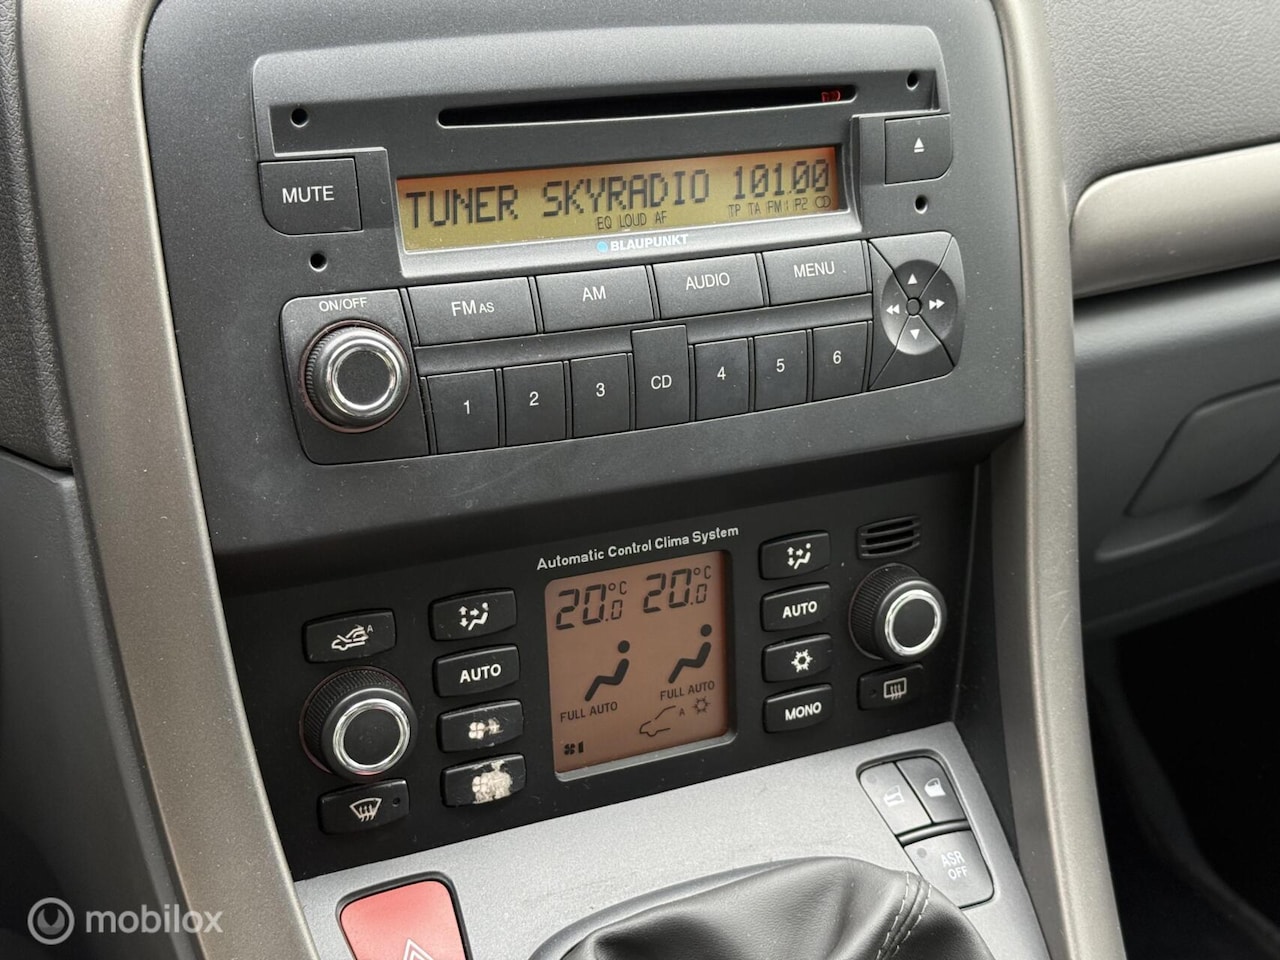 MUTE
TUNER SKYRADIO 101.00
EQ LOUD AF TP TA FM1 P2 CD
BLAUPUNKT
ON/OFF
FM AS AM AUDIO MENU
1 2 3 CD 4 5 6
Automatic Control Clima System
20.0°C 20.0°C
A
AUTO
AUTO
FULL AUTO FULL AUTO
A
MONO
ASR
OFF
mobilox